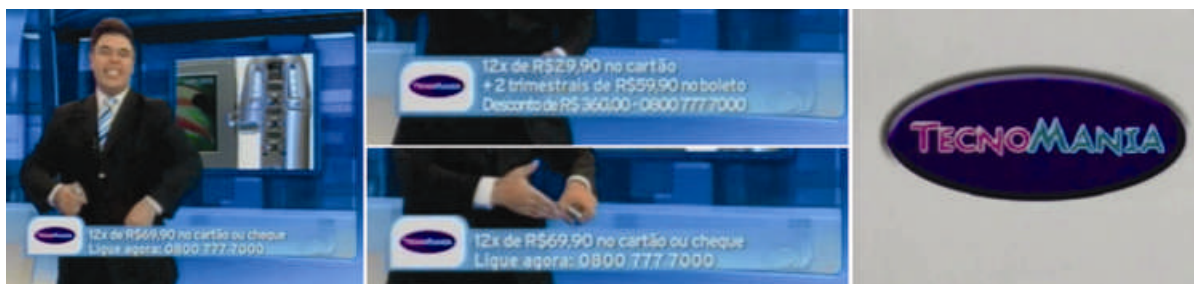 12x de R$69,90 no cartão ou cheque
Ligue agora: 0800 777 7000
12x de R$29,90 no cartão
+ 2 trimestrais de R$59,90 no boleto
Desconto de R$ 360,00 - 0800 777 7000
12x de R$69,90 no cartão ou cheque
Ligue agora: 0800 777 7000
TECNOMANIA